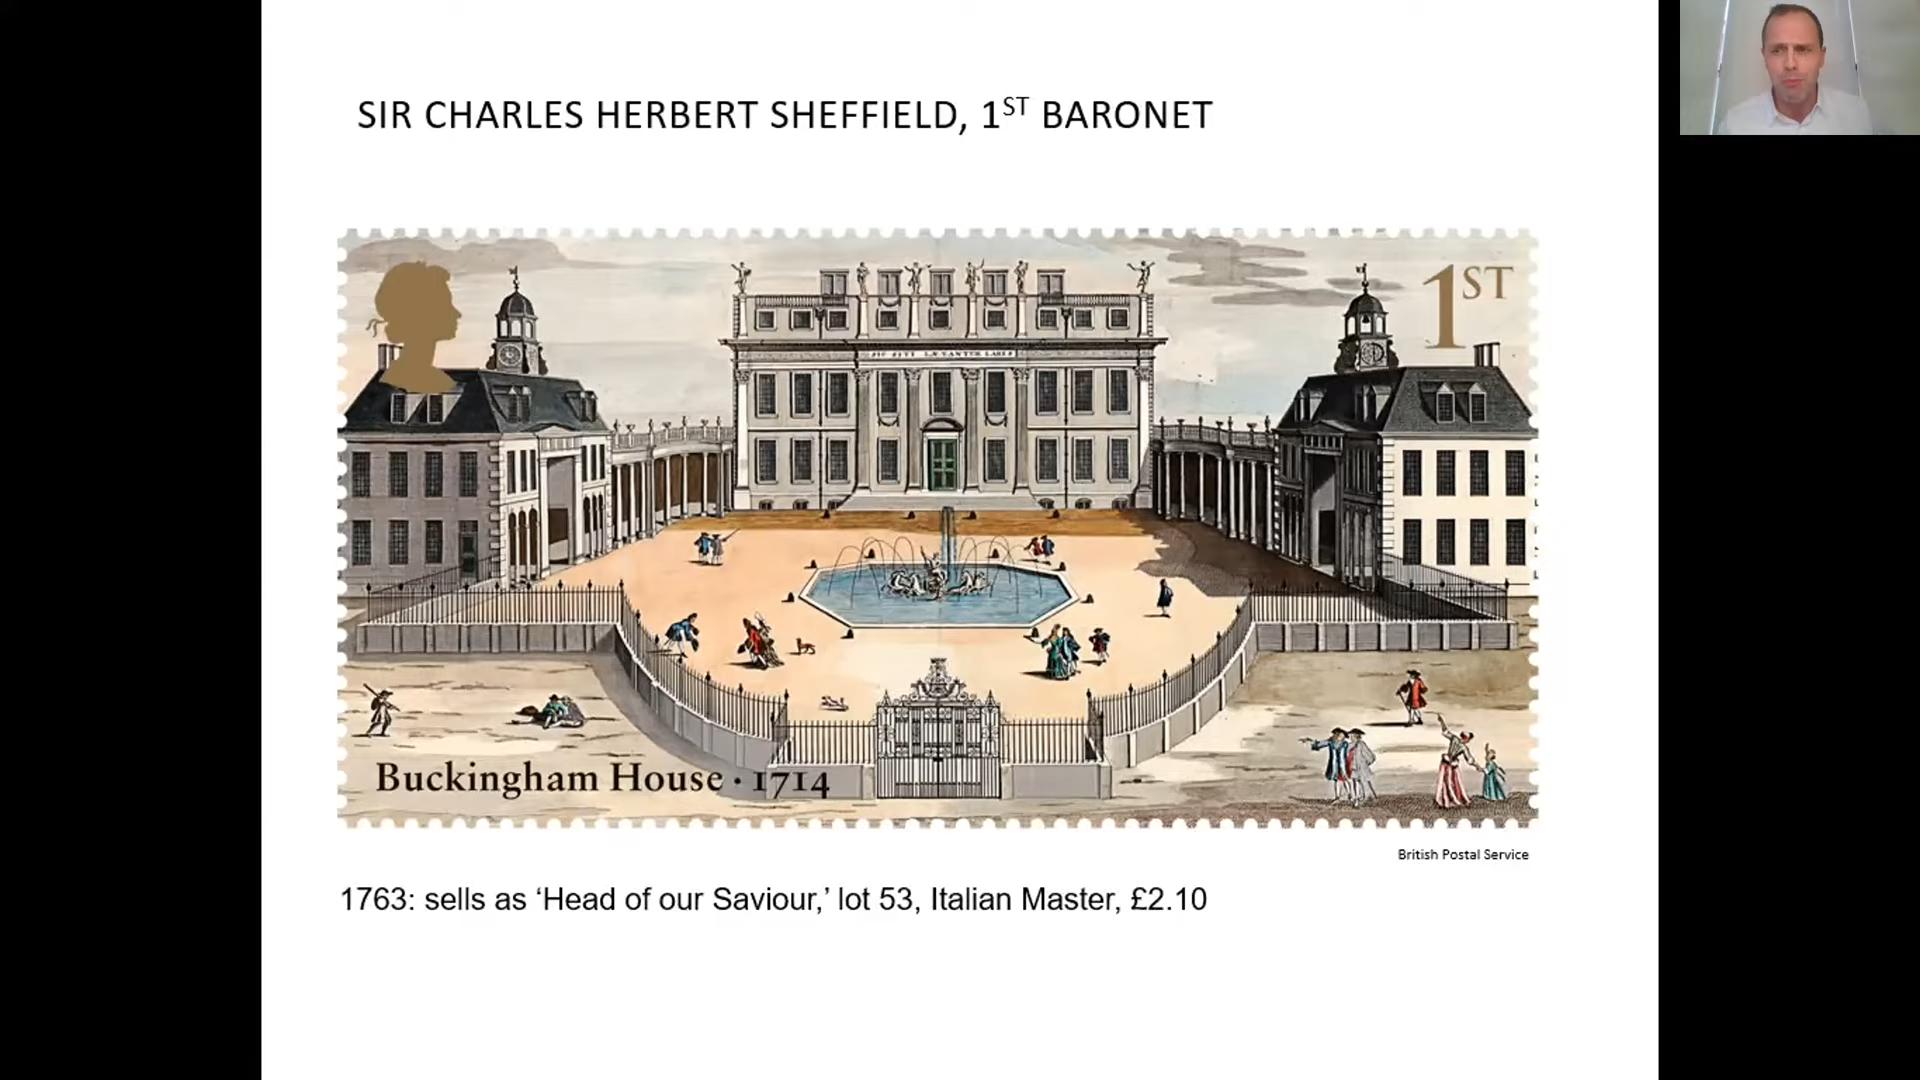 SIR CHARLES HERBERT SHEFFIELD, 1ST BARONET
1ST
Buckingham House · 1714
British Postal Service
1763: sells as ‘Head of our Saviour,’ lot 53, Italian Master, £2.10